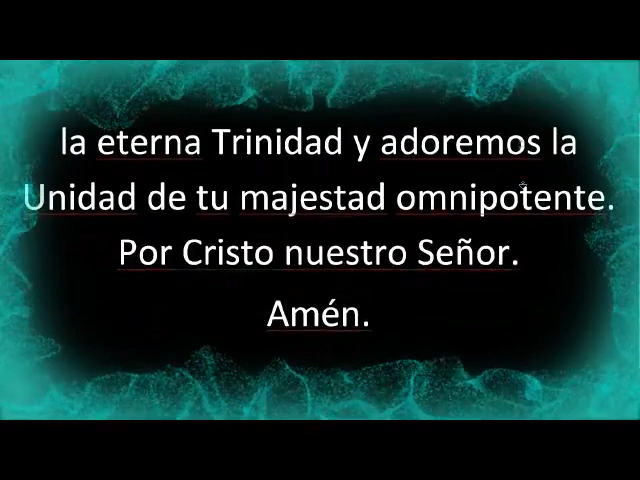 la eterna Trinidad y adoremos la
Unidad de tu majestad omnipotente.
Por Cristo nuestro Señor.
Amén.